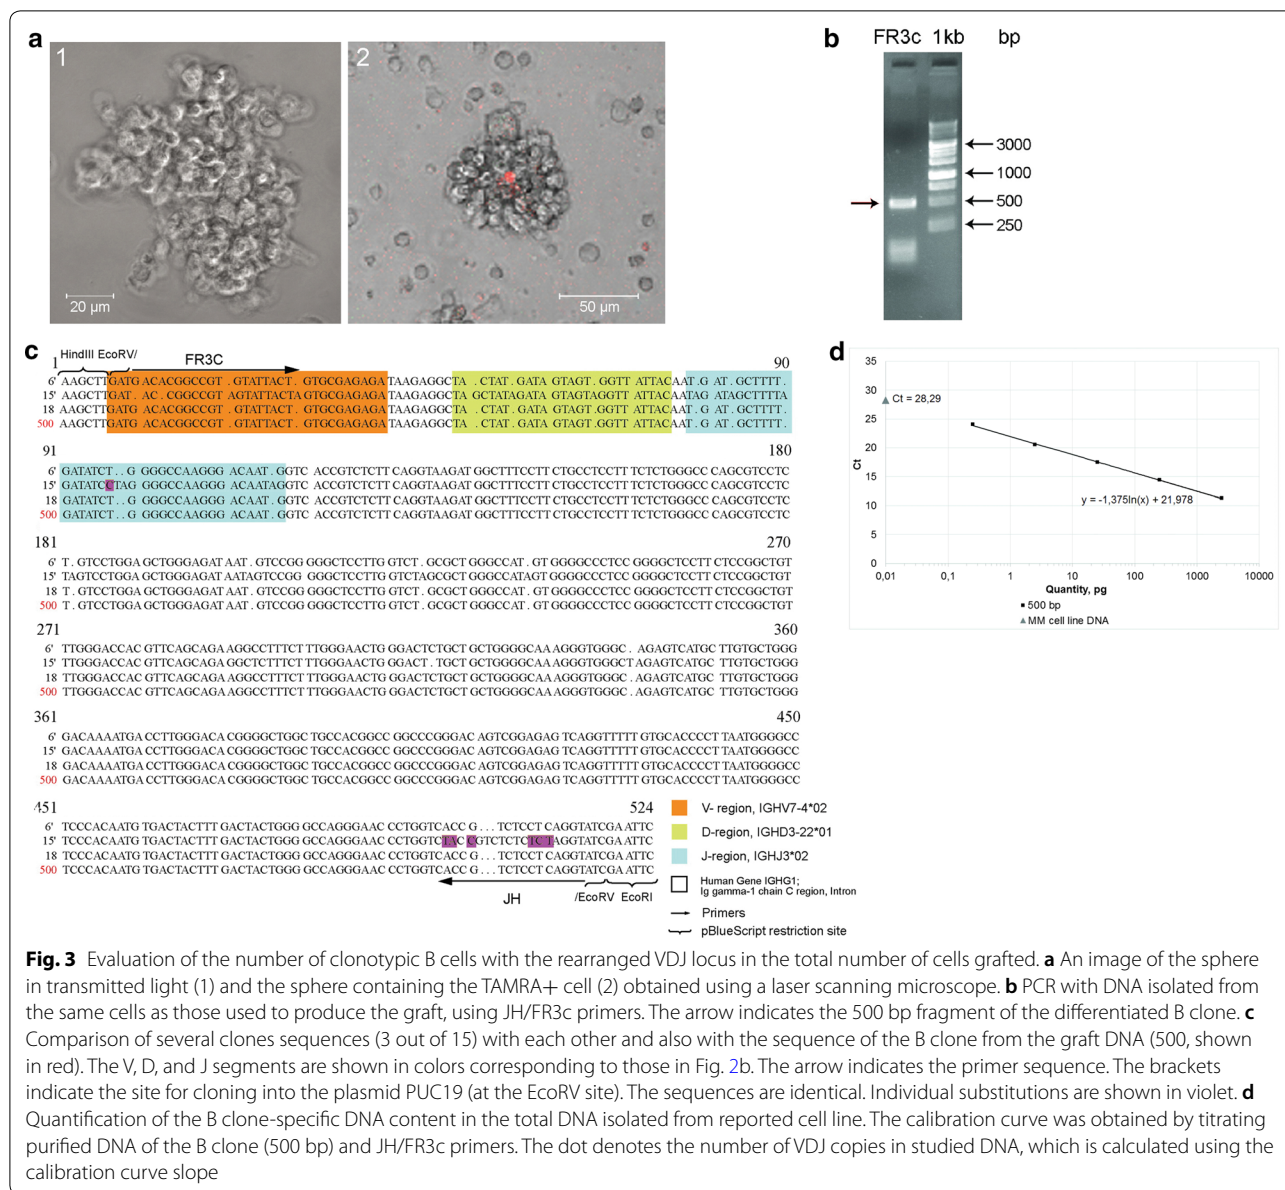 a
1
20 µm
2
50 µm
b
FR3c 1kb bp
3000
1000
500
250
c
HindIII EcoRV/
FR3C
1 90
6' AAGCTTGATGACACGGCCGT . GTATTACT . GTGCGAGAGA TAAGAGGCTA . CTAT . GATA GTAGT . GGTT ATTACAAT . G . AT . GCTTTT .
15' AAGCTTGAT . AC . CGGCCGT AGTATTACTAGTGCGAGAGA TAAGAGGCTA GCTATAGATA GTAGTAGGTT ATTACAATAG ATAGCTTTTA
18 AAGCTTGATG ACACGGCCGT . GTATTACT . GTGCGAGAGA TAAGAGGCTA . CTAT . GATA GTAGT . GGTT ATTACAAT . G . AT . GCTTTT .
500 AAGCTTGATG ACACGGCCGT . GTATTACT . GTGCGAGAGA TAAGAGGCTA . CTAT . GATA GTAGT . GGTT ATTACAAT . G . AT . GCTTTT .
91 180
6' GATATCT . . G GGGCCAAGGG ACAAT . GGTC ACCGTCTCTT CAGGTAAGAT GGCTTTCCTT CTGCCTCCTT TCTCTGGGCC CAGCGTCCTC
15' GATATCCTAG GGGCCAAGGG ACAATAGGTC ACCGTCTCTT CAGGTAAGAT GGCTTTCCTT CTGCCTCCTT TCTCTGGGCC CAGCGTCCTC
18 GATATCT . . G GGGCCAAGGG ACAAT . GGTC ACCGTCTCTT CAGGTAAGAT GGCTTTCCTT CTGCCTCCTT TCTCTGGGCC CAGCGTCCTC
500 GATATCT . . G GGGCCAAGGG ACAAT . GGTC ACCGTCTCTT CAGGTAAGAT GGCTTTCCTT CTGCCTCCTT TCTCTGGGCC CAGCGTCCTC
181 270
6' T . GTCCTGGA GCTGGGAGAT AAT . GTCCGG GGGCTCCTTG GTCT . GCGCT GGGCCAT . GT GGGGCCCTCC GGGGCTCCTT CTCCGGCTGT
15' TAGTCCTGGA GCTGGGAGAT AATAGTCCGG GGGCTCCTTG GTCTAGCGCT GGGCCATAGT GGGGCCCTCC GGGGCTCCTT CTCCGGCTGT
18 T . GTCCTGGA GCTGGGAGAT AAT . GTCCGG GGGCTCCTTG GTCT . GCGCT GGGCCAT . GT GGGGCCCTCC GGGGCTCCTT CTCCGGCTGT
500 T . GTCCTGGA GCTGGGAGAT AAT . GTCCGG GGGCTCCTTG GTCT . GCGCT GGGCCAT . GT GGGGCCCTCC GGGGCTCCTT CTCCGGCTGT
271 360
6' TTGGGACCAC GTTCAGCAGA AGGCCTTTCT TTGGGAACTG GGACTCTGCT GCTGGGGCAA AGGGTGGGC . AGAGTCATGC TTGTGCTGGG
15' TTGGGACCAC GTTCAGCAGA AGGCTCTTTCT TTGGGAACTG GGACT . TGCT GCTGGGGCAA AGGGTGGGCT AGAGTCATGC TTGTGCTGGG
18 TTGGGACCAC GTTCAGCAGA AGGCCTTTCT TTGGGAACTG GGACTCTGCT GCTGGGGCAA AGGGTGGGC . AGAGTCATGC TTGTGCTGGG
500 TTGGGACCAC GTTCAGCAGA AGGCCTTTCT TTGGGAACTG GGACTCTGCT GCTGGGGCAA AGGGTGGGC . AGAGTCATGC TTGTGCTGGG
361 450
6' GACAAAATGA CCTTGGGACA CGGGGCTGGC TGCCACGGCC GGCCCGGGAC AGTCGGAGAG TCAGGTTTTT GTGCACCCCT TAATGGGGCC
15' GACAAAATGA CCTTGGGACA CGGGGCTGGC TGCCACGGCC GGCCCGGGAC AGTCGGAGAG TCAGGTTTTT GTGCACCCCT TAATGGGGCC
18 GACAAAATGA CCTTGGGACA CGGGGCTGGC TGCCACGGCC GGCCCGGGAC AGTCGGAGAG TCAGGTTTTT GTGCACCCCT TAATGGGGCC
500 GACAAAATGA CCTTGGGACA CGGGGCTGGC TGCCACGGCC GGCCCGGGAC AGTCGGAGAG TCAGGTTTTT GTGCACCCCT TAATGGGGCC
451 524
6' TCCCACAATG TGACTACTTT GACTACTGGG GCCAGGGAAC CCTGGTCACC G . . . TCTCCTCAGGTATCGAATTC
15' TCCCACAATG TGACTACTTT GACTACTGGG GCCAGGGAAC CCTGGTC C CGTCTCTC AGGTATCGAATTC
18 TCCCACAATG TGACTACTTT GACTACTGGG GCCAGGGAAC CCTGGTCACC G . . . TCTCCTCAGGTATCGAATTC
500 TCCCACAATG TGACTACTTT GACTACTGGG GCCAGGGAAC CCTGGTCACC G . . . TCTCCTCAGGTATCGAATTC
JH
/EcoRV EcoRI
V- region, IGHV7-4*02
D-region, IGHD3-22*01
J-region, IGHJ3*02
Human Gene IGHG1;
Ig gamma-1 chain C region, Intron
Primers
pBlueScript restriction site
d
35
30
25
20
15
10
5
0
Ct
Ct = 28,29
y = -1,375ln(x) + 21,978
0,01 0,1 1 10 100 1000 10000
Quantity, pg
500 bp
MM cell line DNA
Fig. 3 Evaluation of the number of clonotypic B cells with the rearranged VDJ locus in the total number of cells grafted. a An image of the sphere
in transmitted light (1) and the sphere containing the TAMRA+ cell (2) obtained using a laser scanning microscope. b PCR with DNA isolated from
the same cells as those used to produce the graft, using JH/FR3c primers. The arrow indicates the 500 bp fragment of the differentiated B clone. c
Comparison of several clones sequences (3 out of 15) with each other and also with the sequence of the B clone from the graft DNA (500, shown
in red). The V, D, and J segments are shown in colors corresponding to those in Fig. 2b. The arrow indicates the primer sequence. The brackets
indicate the site for cloning into the plasmid PUC19 (at the EcoRV site). The sequences are identical. Individual substitutions are shown in violet. d
Quantification of the B clone-specific DNA content in the total DNA isolated from reported cell line. The calibration curve was obtained by titrating
purified DNA of the B clone (500 bp) and JH/FR3c primers. The dot denotes the number of VDJ copies in studied DNA, which is calculated using the
calibration curve slope